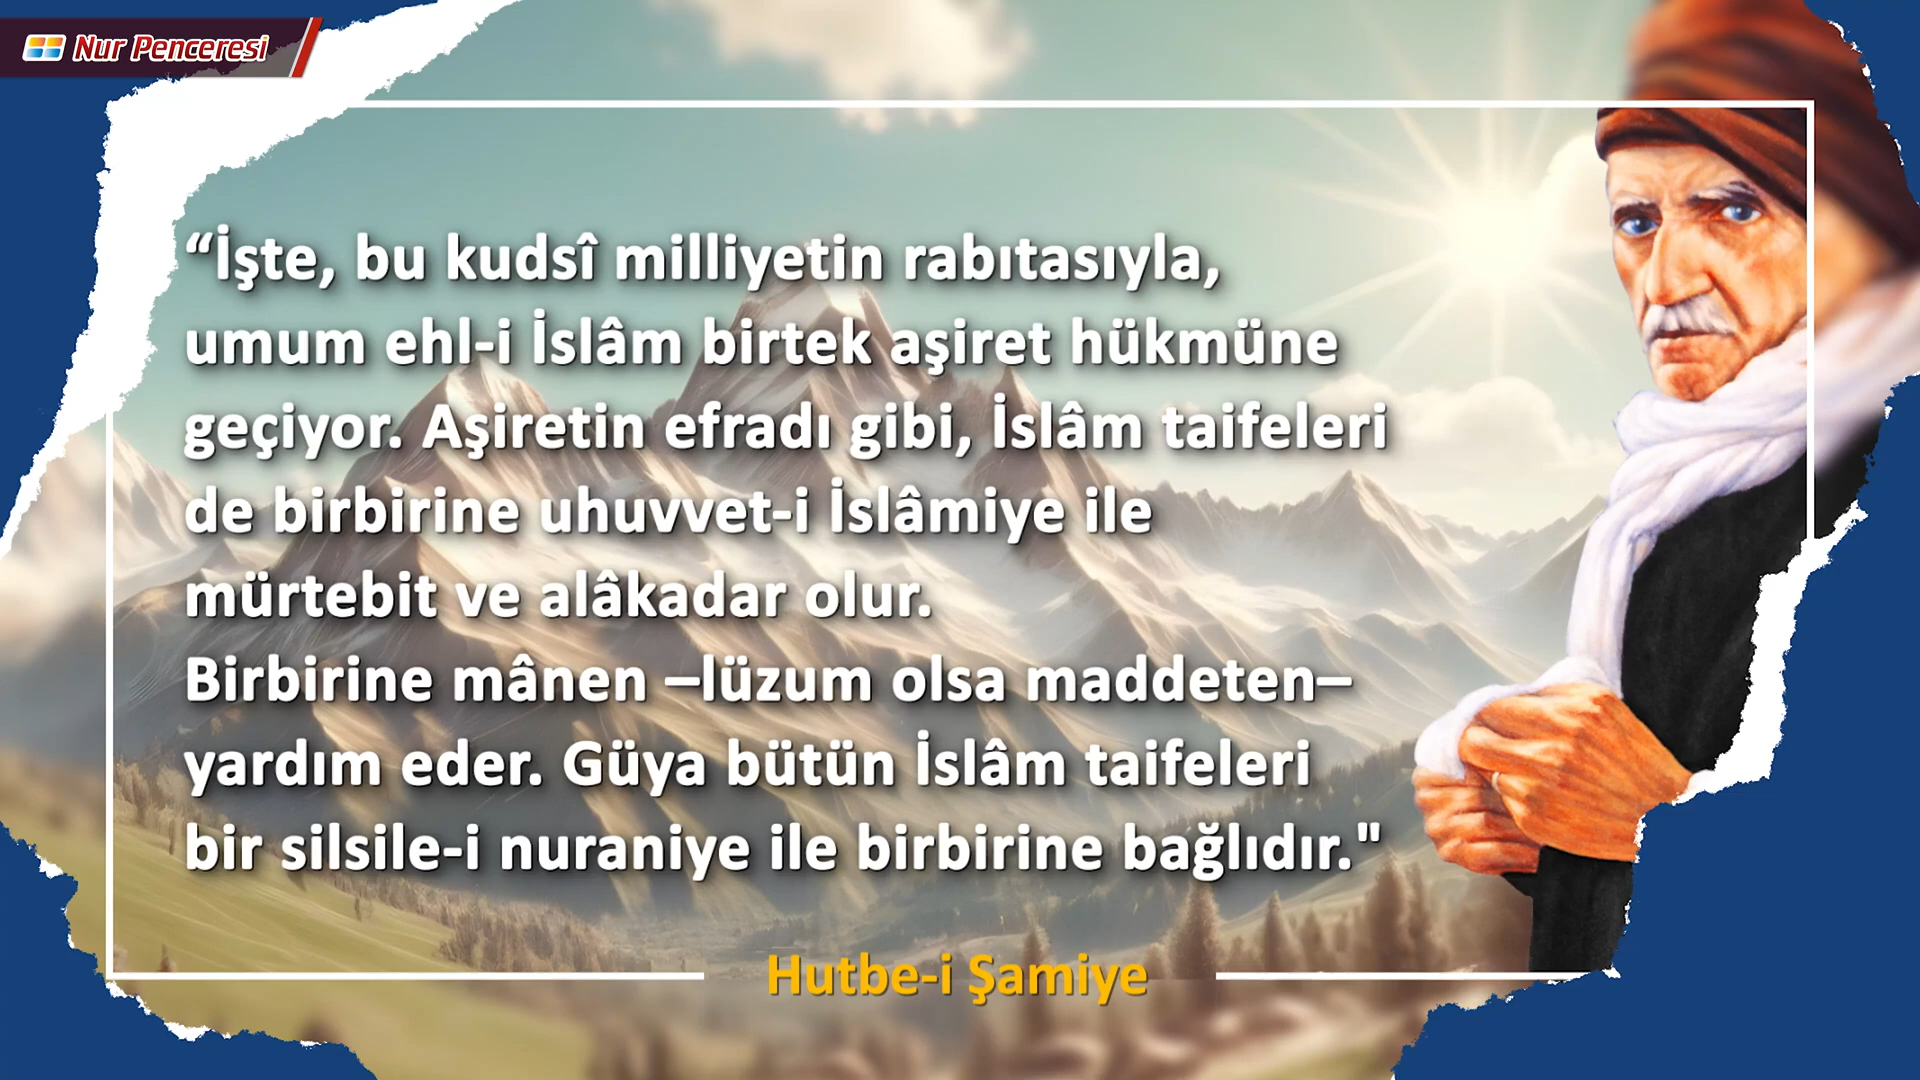 Nur Penceresi
“İşte, bu kudsî milliyetin rabıtasıyla,
umum ehl-i İslâm birtek aşiret hükmüne
geçiyor. Aşiretin efradı gibi, İslâm taifeleri
de birbirine uhuvvet-i İslâmiye ile
mürtebit ve alâkadar olur.
Birbirine mânen –lüzum olsa maddeten–
yardım eder. Güya bütün İslâm taifeleri
bir silsile-i nuraniye ile birbirine bağlıdır."
Hutbe-i Şamiye